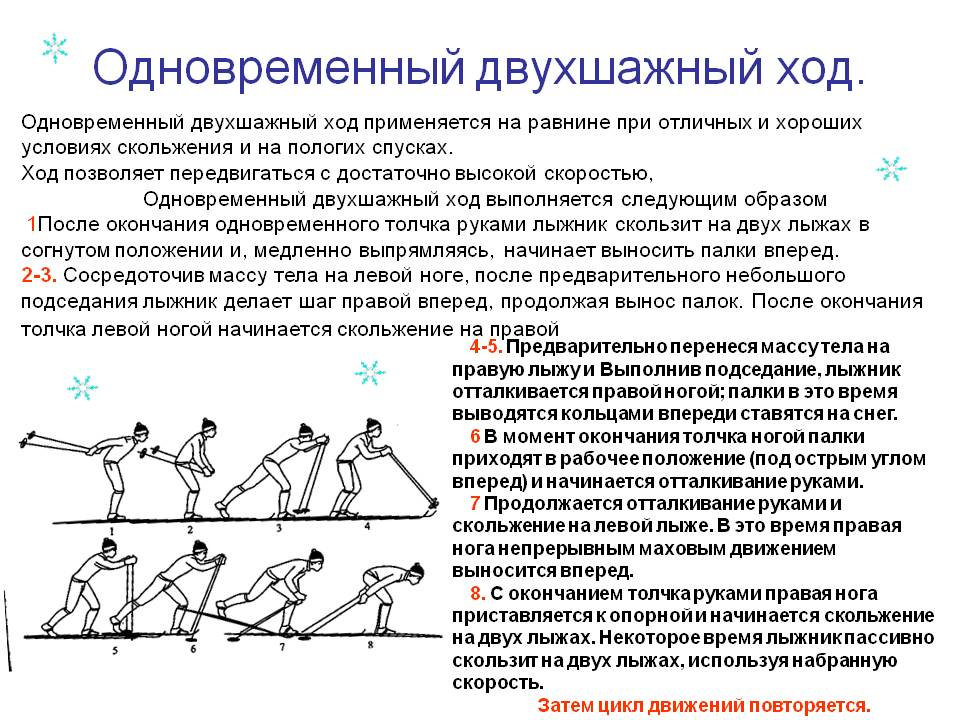 Одновременный двухшажный ход.
Одновременный двухшажный ход применяется на равнине при отличных и хороших
условиях скольжения и на пологих спусках.
Ход позволяет передвигаться с достаточно высокой скоростью,
Одновременный двухшажный ход выполняется следующим образом
1После окончания одновременного толчка руками лыжник скользит на двух лыжах в
согнутом положении и, медленно выпрямляясь, начинает выносить палки вперед.
2-3. Сосредоточив массу тела на левой ноге, после предварительного небольшого
подседания лыжник делает шаг правой вперед, продолжая вынос палок. После окончания
толчка левой ногой начинается скольжение на правой
4-5. Предварительно перенеся массу тела на
правую лыжу и Выполнив подседание, лыжник
отталкивается правой ногой; палки в это время
выводятся кольцами впереди ставятся на снег.
6 В момент окончания толчка ногой палки
приходят в рабочее положение (под острым углом
вперед) и начинается отталкивание руками.
7 Продолжается отталкивание руками и
скольжение на левой лыже. В это время правая
нога непрерывным маховым движением
выносится вперед.
8. С окончанием толчка руками правая нога
приставляется к опорной и начинается скольжение
на двух лыжах. Некоторое время лыжник пассивно
скользит на двух лыжах, используя набранную
скорость.
Затем цикл движений повторяется.
1 2 3 4
5 6 7 8